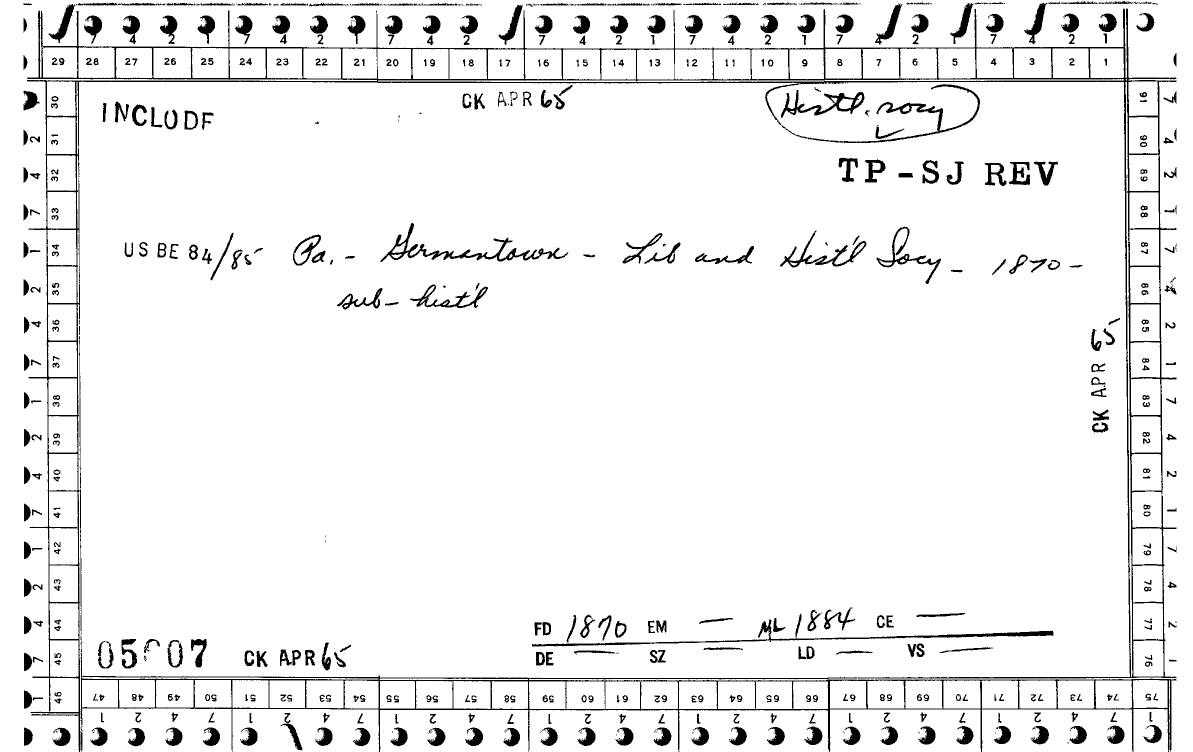 7 4 2 1 7 4 2 1 7 4 2 1 7 4 2 1 7 4 2 1 7 4 2 1 7 4 2 1
29 28 27 26 25 24 23 22 21 20 19 18 17 16 15 14 13 12 11 10 9 8 7 6 5 4 3 2 1
30 31 32 33 34 35 36 37 38 39 40 41 42 43 44 45 46
INCLUDE
CK APR 65
Hist'l. socy
TP-SJ REV
US BE 84/85 Pa. - Germantown - Lib and Hist'l Socy - 1870-
sub- hist'l
CK APR 65
91 90 89 88 87 86 85 84 83 82 81 80 79 78 77 76
FD 1870 EM — ML 1884 CE —
DE — SZ — LD — VS —
CK APR 65
47 48 49 50 51 52 53 54 55 56 57 58 59 60 61 62 63 64 65 66 67 68 69 70 71 72 73 74 75
1 2 4 7 1 2 4 7 1 2 4 7 1 2 4 7 1 2 4 7 1 2 4 7 1 2 4 7 1